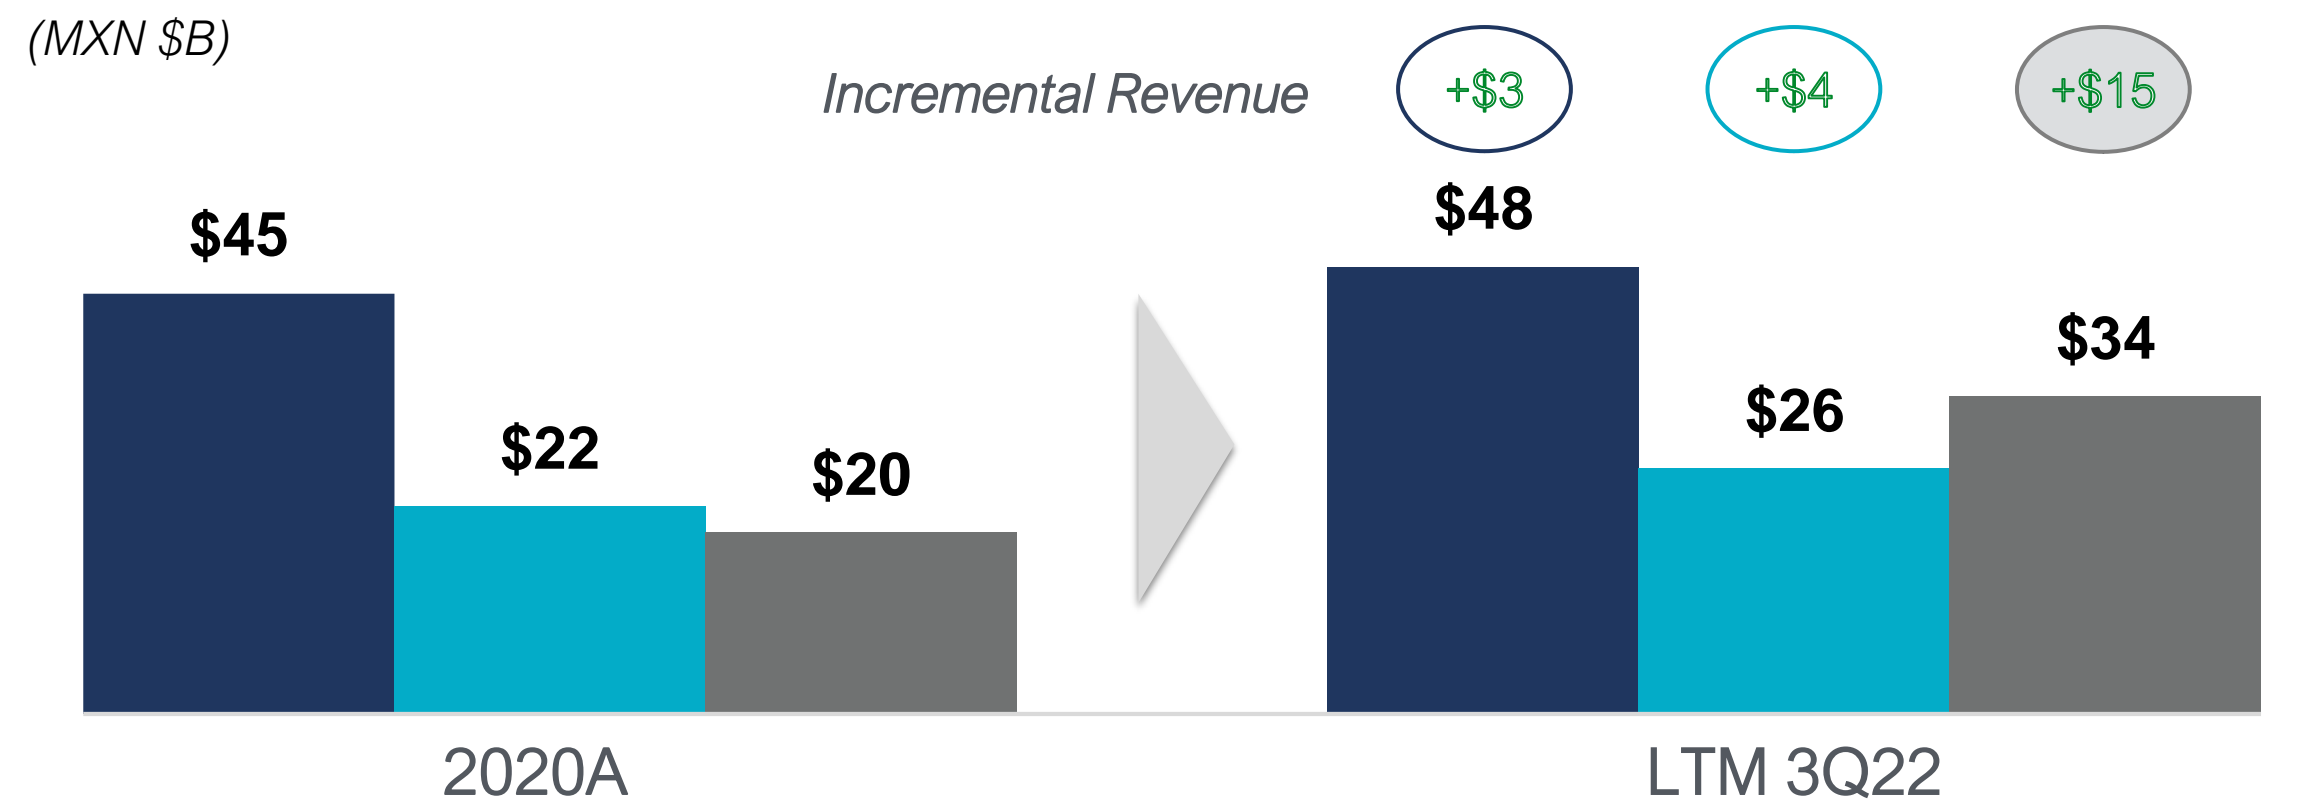 (MXN $B)
Incremental Revenue +$3 +$4 +$15
$45 $22 $20 $48 $26 $34
2020A LTM 3Q22